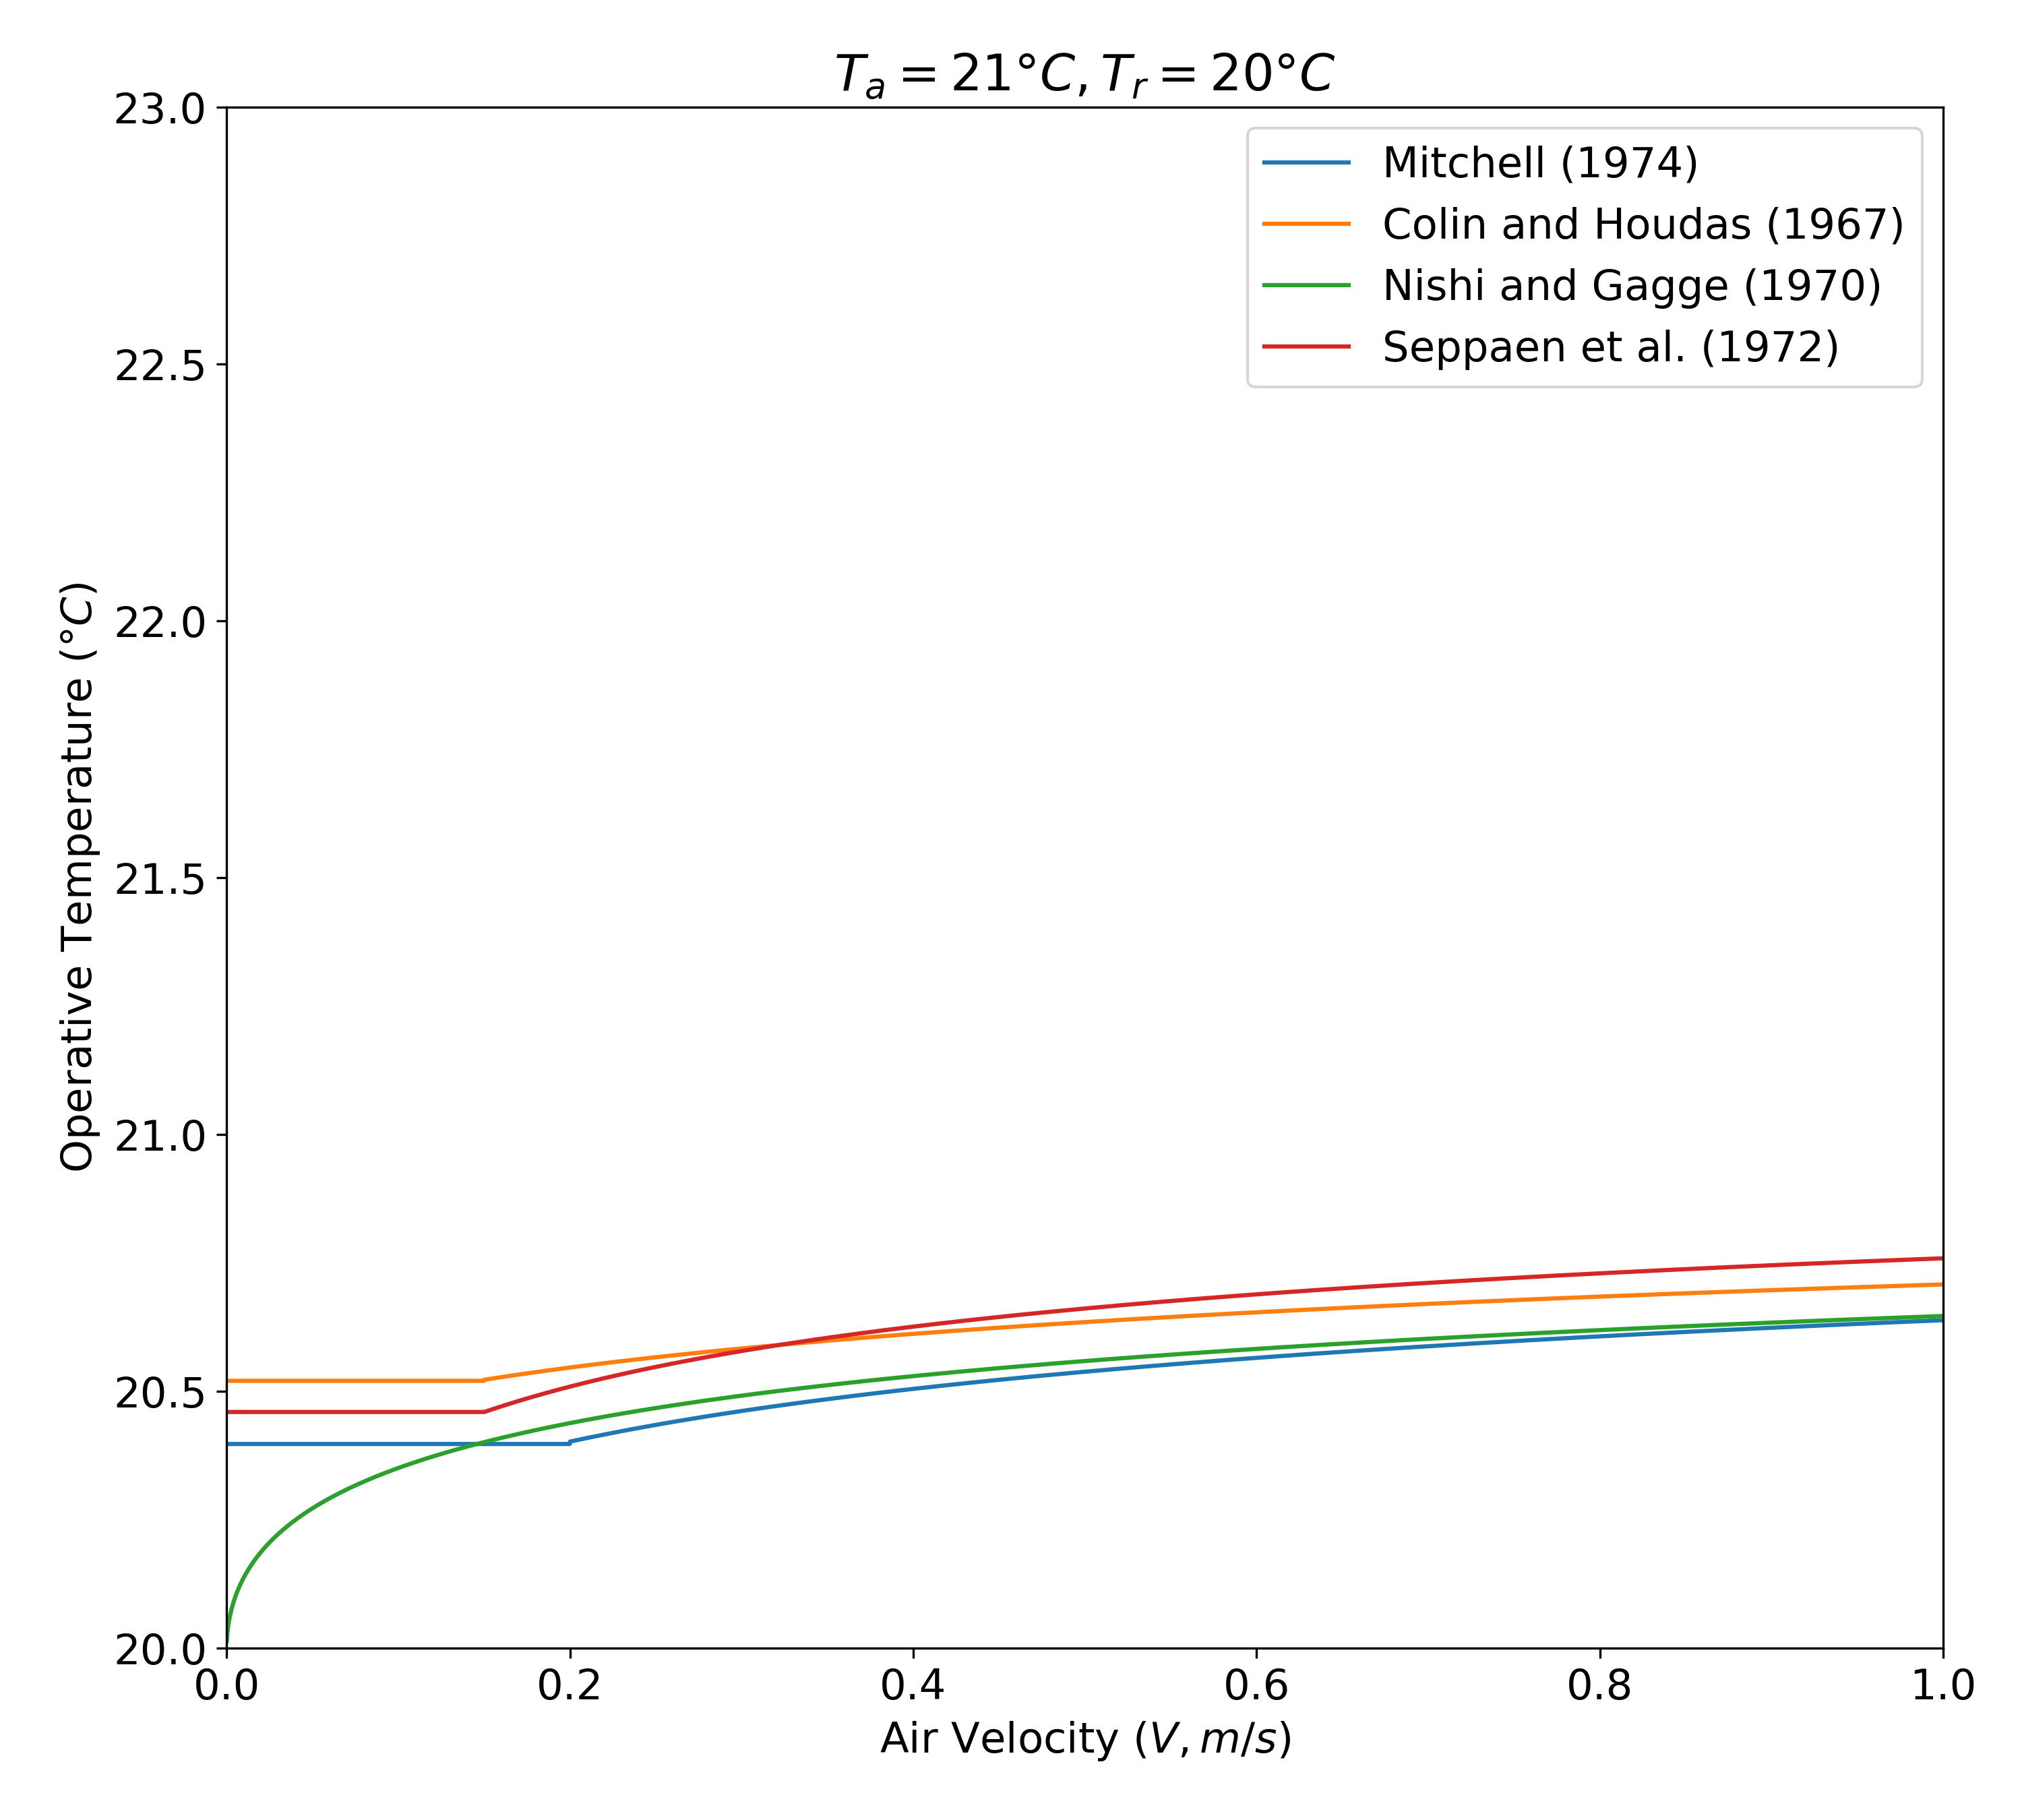 T_a = 21°C, T_r = 20°C
23.0
22.5
22.0
21.5
21.0
20.5
20.0
Operative Temperature (°C)
Mitchell (1974)
Colin and Houdas (1967)
Nishi and Gagge (1970)
Seppaen et al. (1972)
0.0 0.2 0.4 0.6 0.8 1.0
Air Velocity (V, m/s)